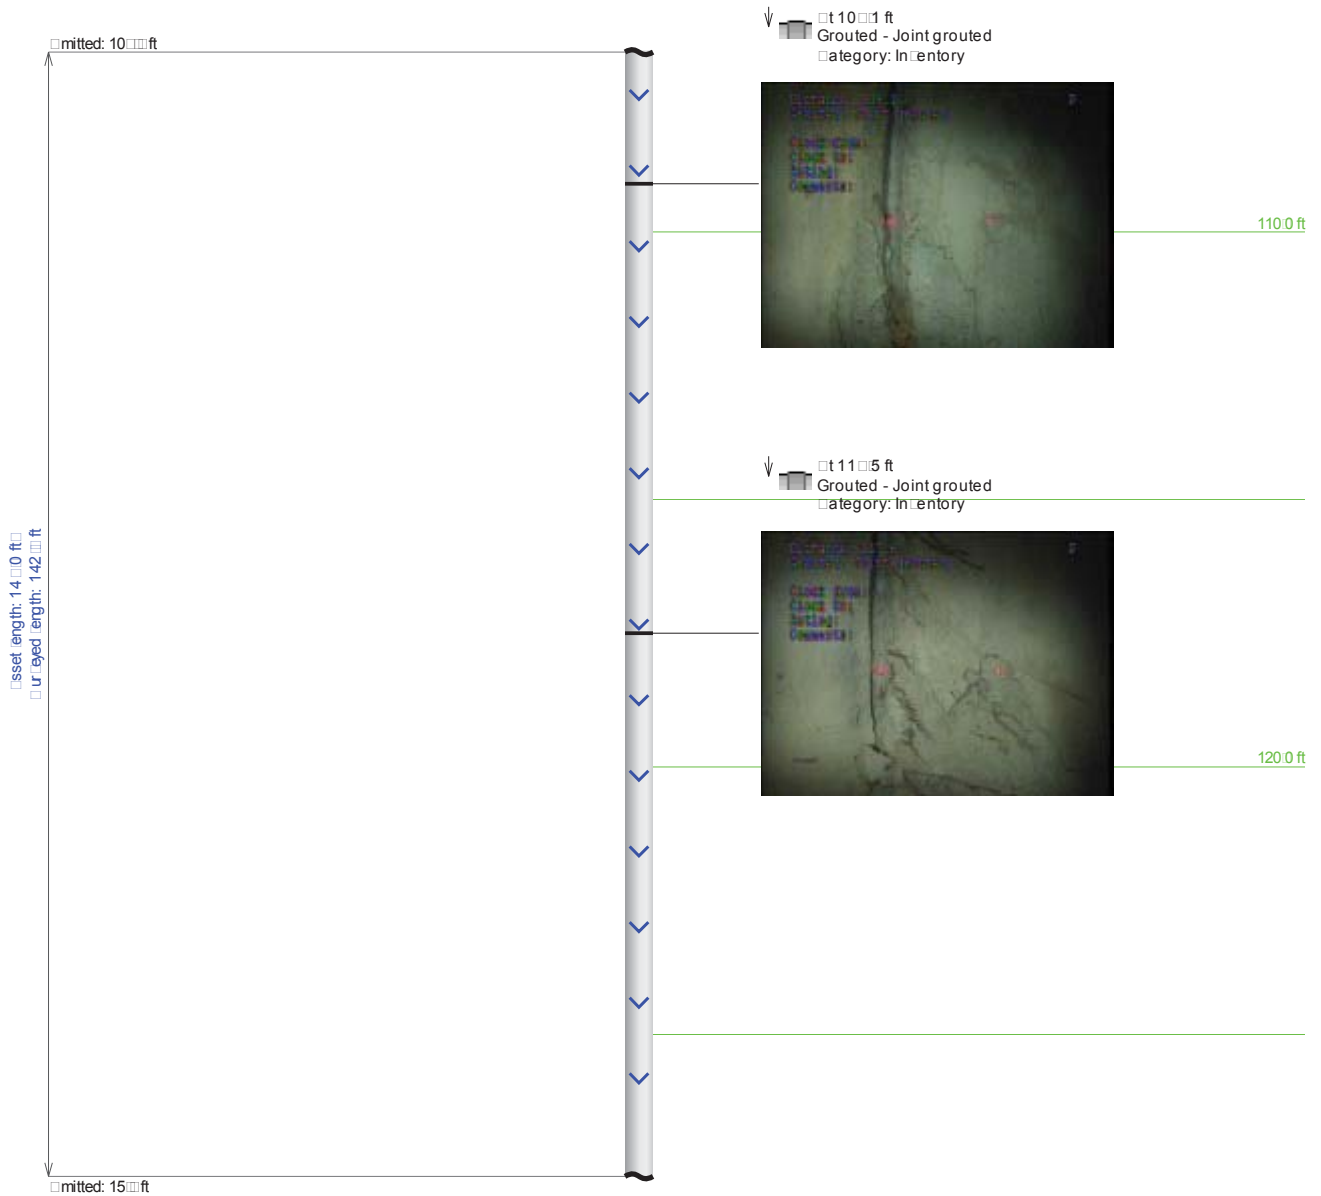 □t 10□□1 ft
Grouted - Joint grouted
□ategory: In□entory
□mitted: 10□□□ ft
110□0 ft
□t 11□□5 ft
Grouted - Joint grouted
□ategory: In□entory
□sset □ength: 14□□0 ft□
□ur□eyed □ength: 142□□ ft
120□0 ft
□mitted: 15□□ ft